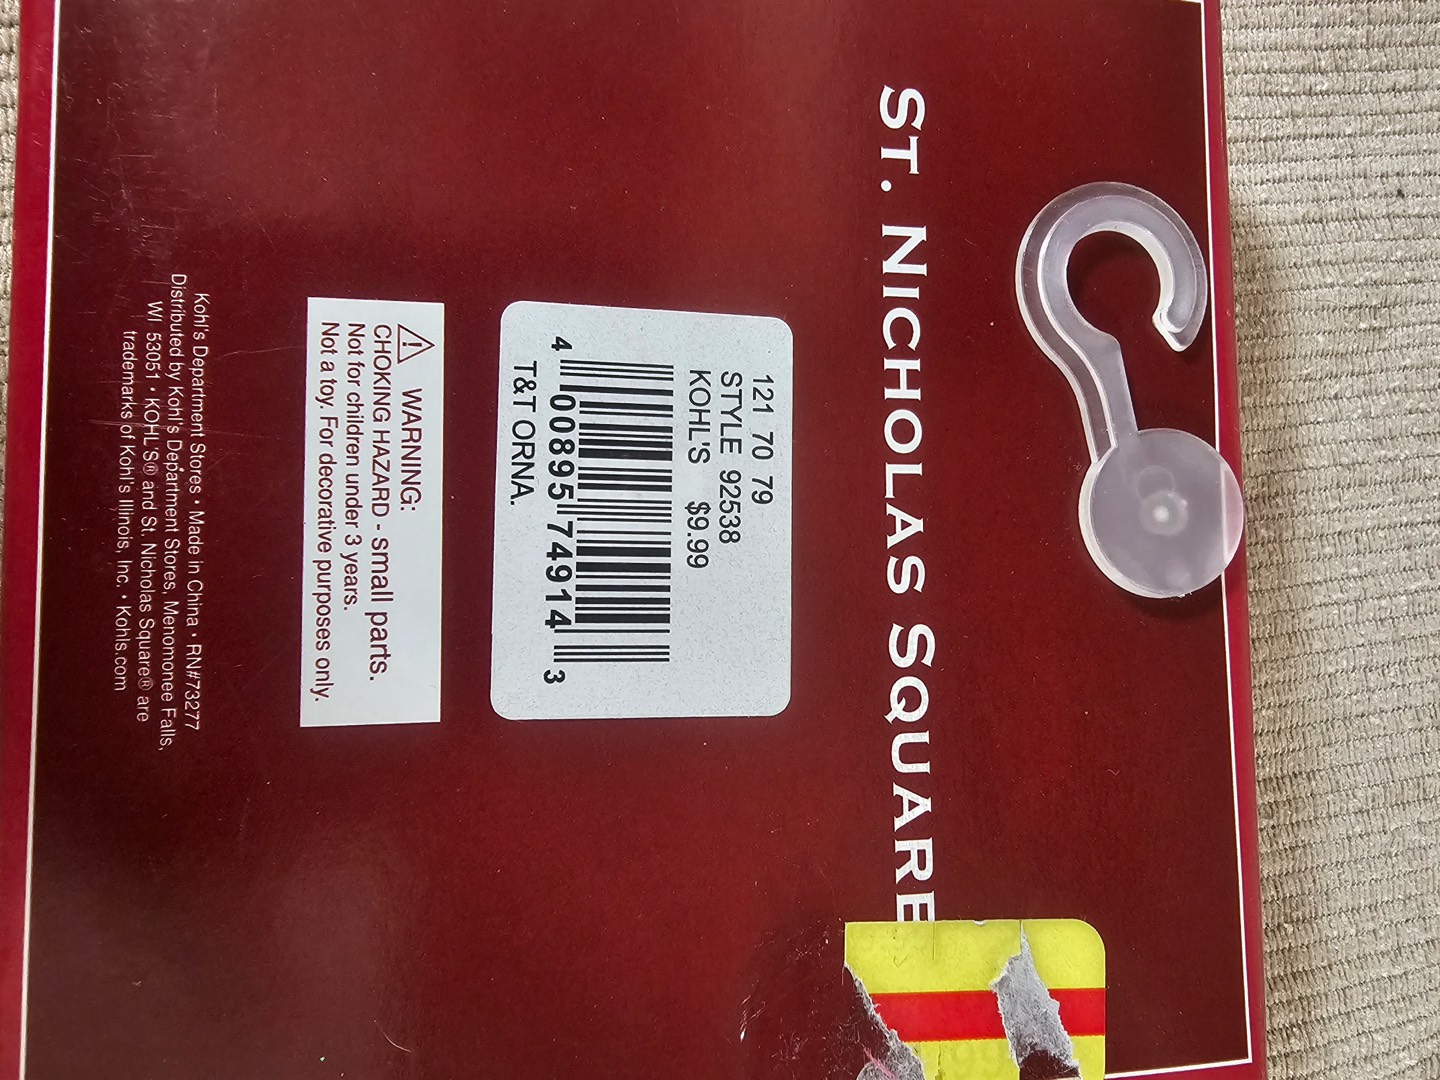 ST. NICHOLAS SQUARE
121 70 79
STYLE 92538
KOHL'S $9.99
4 00895 74914 3
T&T ORNA.
⚠ WARNING:
CHOKING HAZARD - small parts.
Not for children under 3 years.
Not a toy. For decorative purposes only.
Kohl's Department Stores • Made in China • RN#73277
Distributed by Kohl's Department Stores, Menomonee Falls,
WI 53051 • KOHL'S® and St. Nicholas Square® are
trademarks of Kohl's Illinois, Inc. • Kohls.com